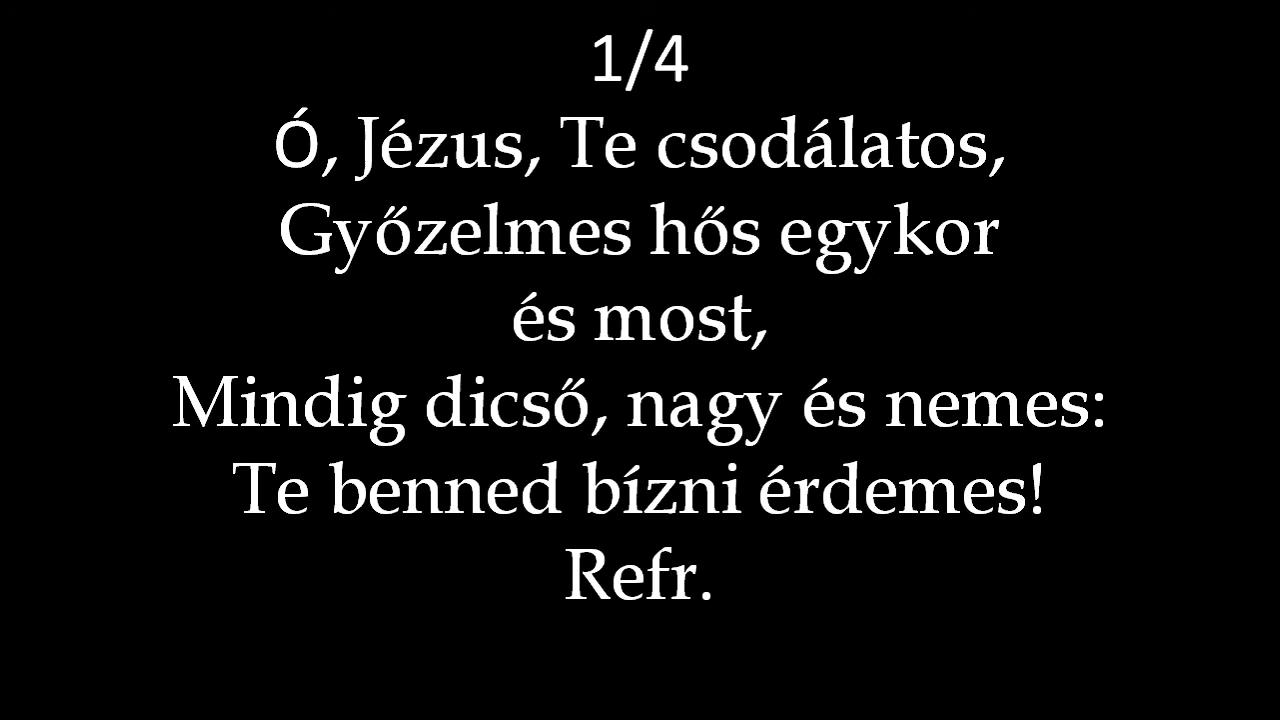 1/4
Ó, Jézus, Te csodálatos,
Győzelmes hős egykor
és most,
Mindig dicső, nagy és nemes:
Te benned bízni érdemes!
Refr.